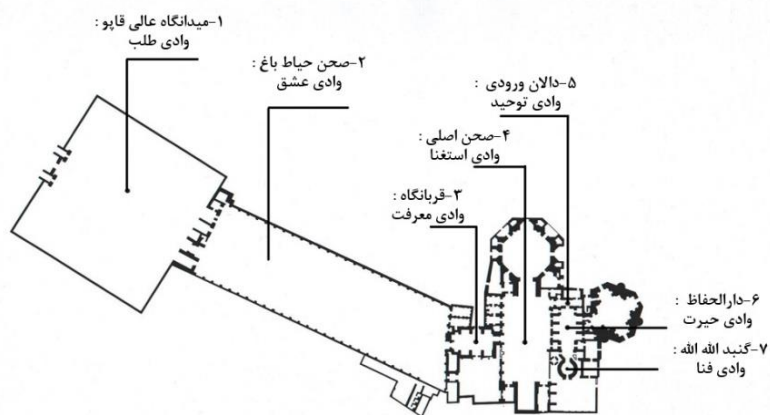 ۱-میدانگاه عالی قاپو :
وادی طلب
۲-صحن حیاط باغ :
وادی عشق
۳-قربانگاه :
وادی معرفت
۴-صحن اصلی :
وادی استغنا
۵-دالان ورودی :
وادی توحید
۶-دارالحفاظ :
وادی حیرت
۷-گنبد الله الله :
وادی فنا